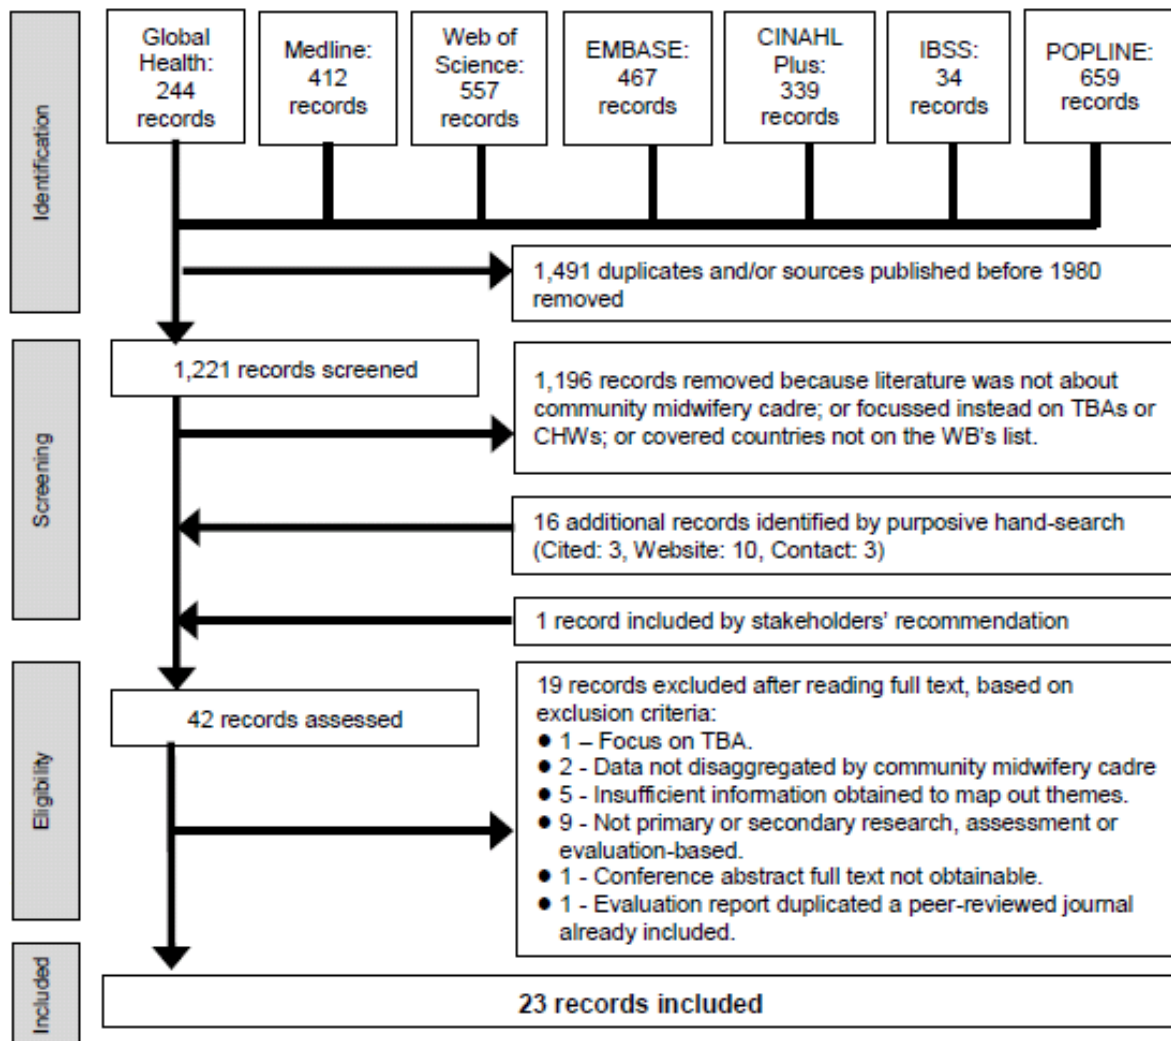 Identification
Global
Health:
244
records
Medline:
412
records
Web of
Science:
557
records
EMBASE:
467
records
CINAHL
Plus:
339
records
IBSS:
34
records
POPLINE:
659
records
1,491 duplicates and/or sources published before 1980
removed
Screening
1,221 records screened
1,196 records removed because literature was not about
community midwifery cadre; or focussed instead on TBAs or
CHWs; or covered countries not on the WB's list.
16 additional records identified by purposive hand-search
(Cited: 3, Website: 10, Contact: 3)
1 record included by stakeholders' recommendation
Eligibility
42 records assessed
19 records excluded after reading full text, based on
exclusion criteria:
● 1 – Focus on TBA.
● 2 - Data not disaggregated by community midwifery cadre
● 5 - Insufficient information obtained to map out themes.
● 9 - Not primary or secondary research, assessment or
evaluation-based.
● 1 - Conference abstract full text not obtainable.
● 1 - Evaluation report duplicated a peer-reviewed journal
already included.
Included
23 records included